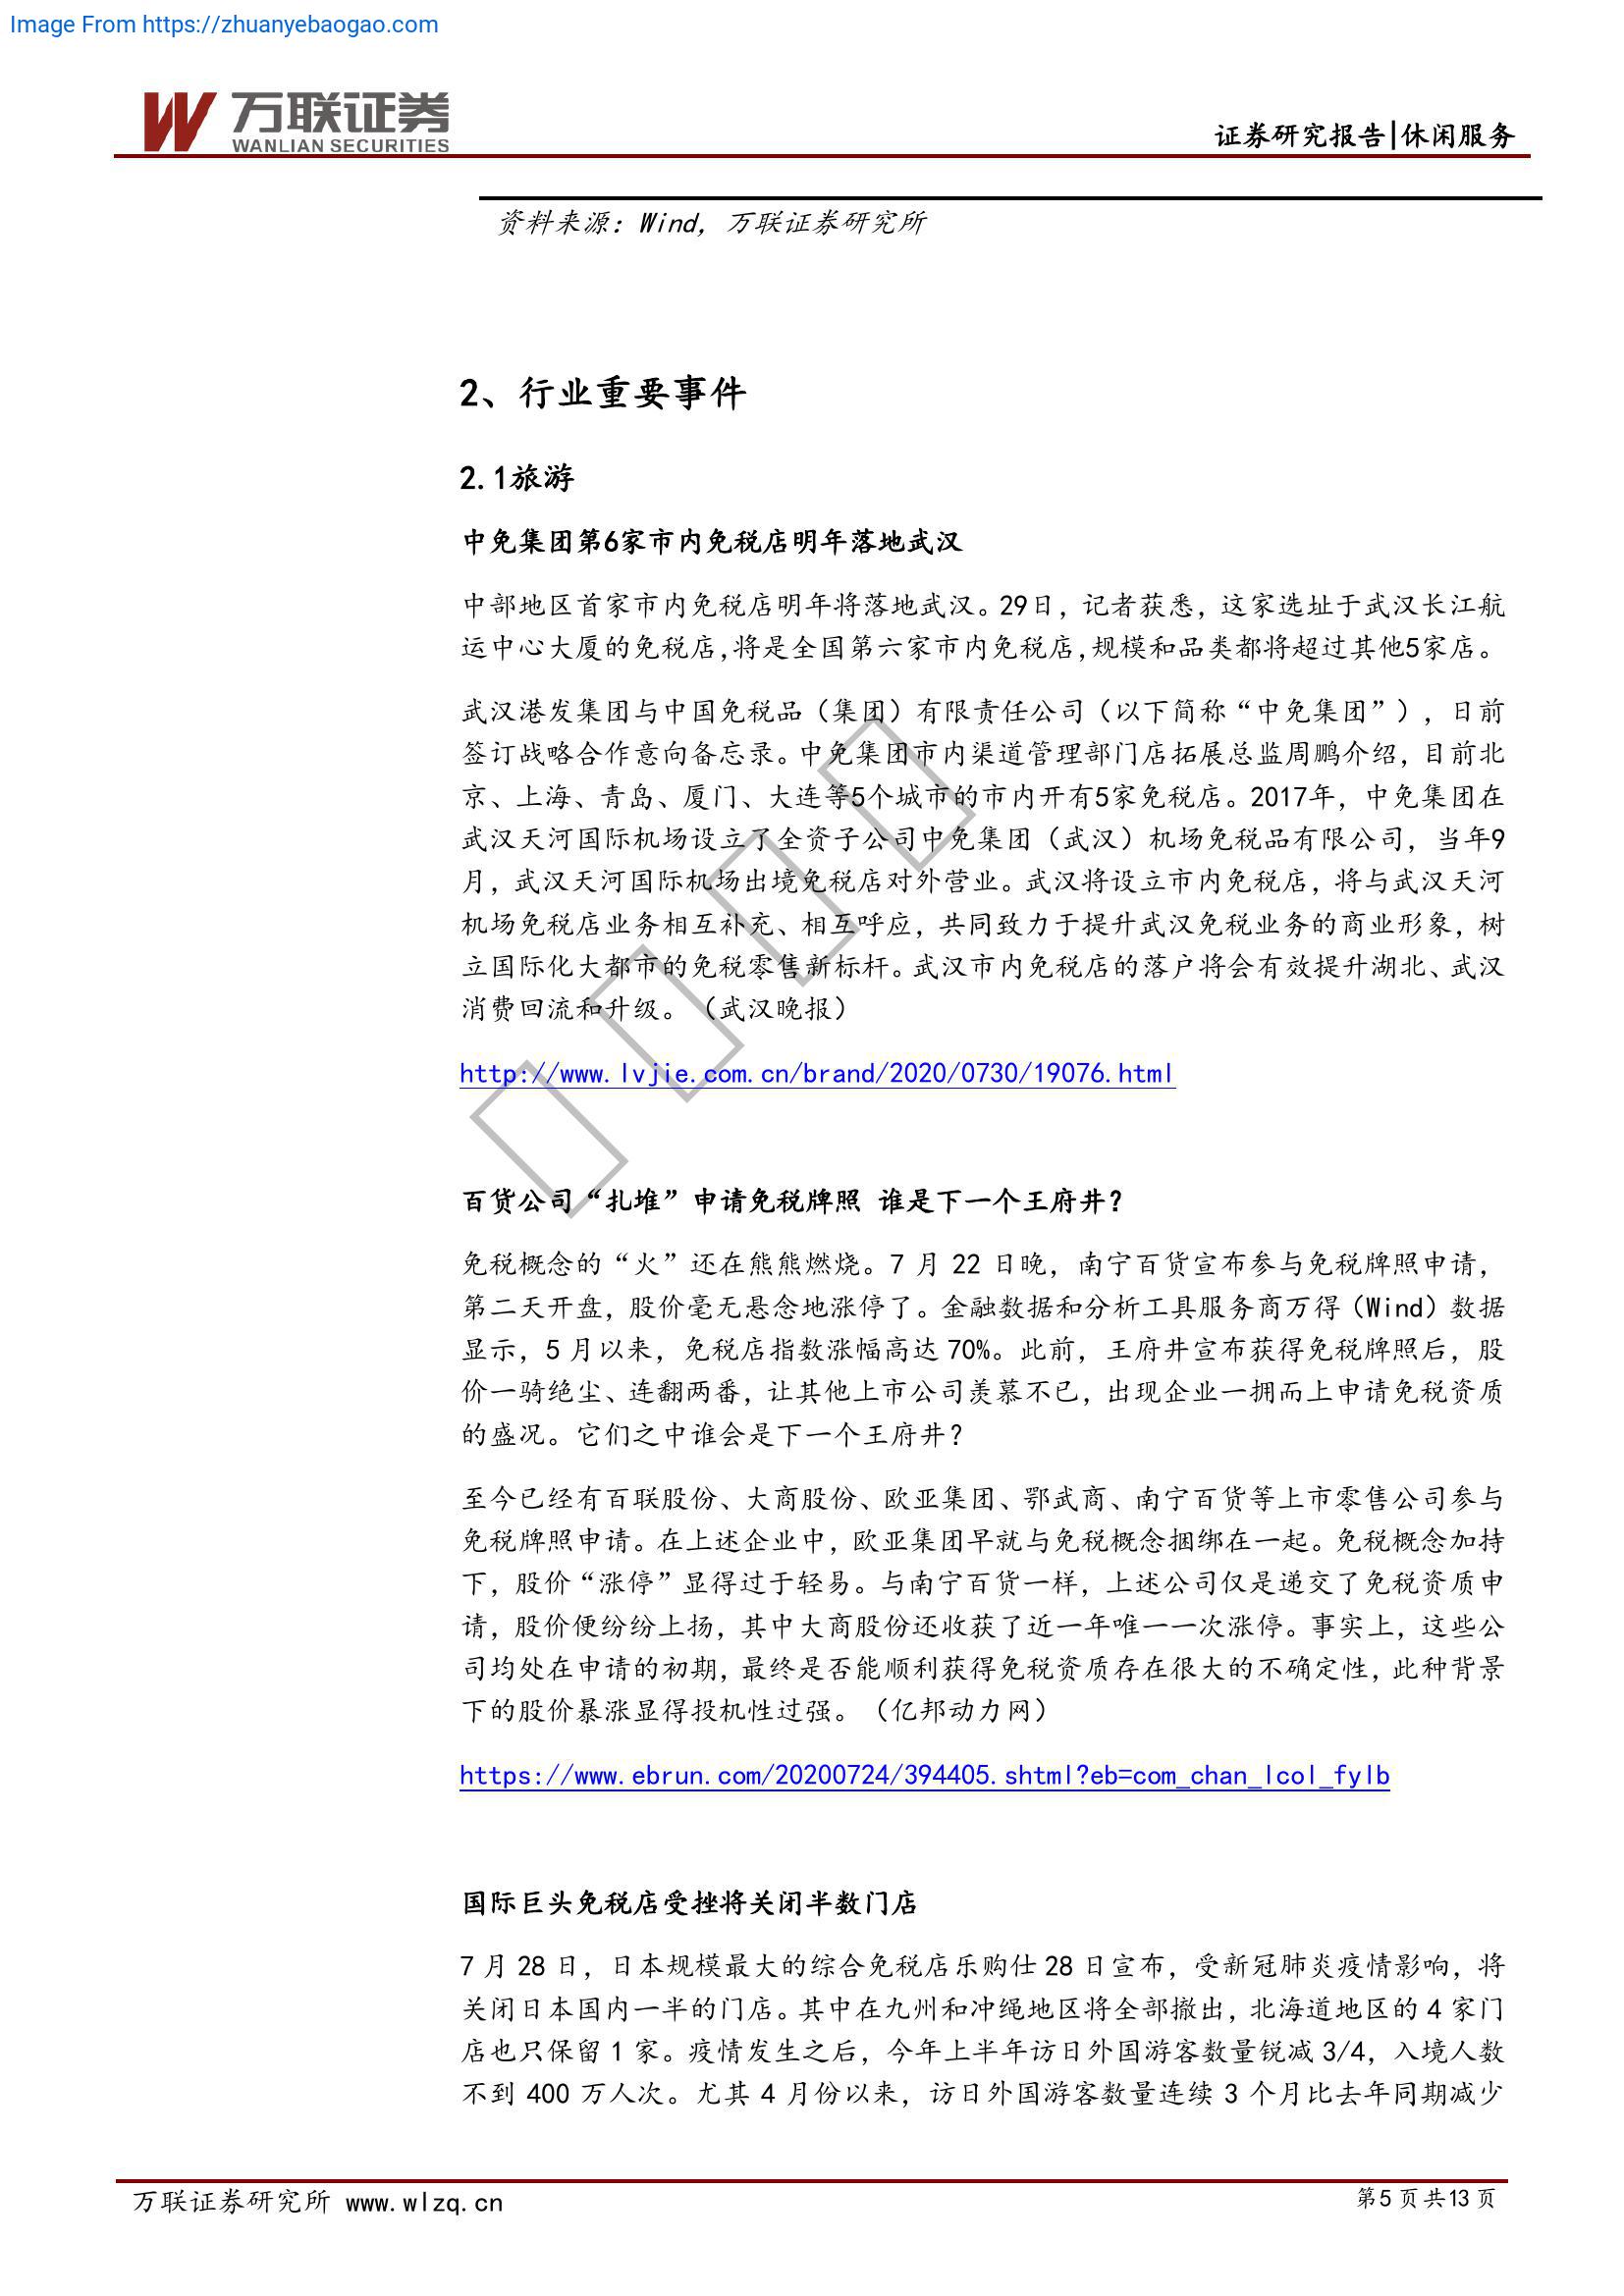 Image From https://zhuanyebaogao.com
万联证券
WANLIAN SECURITIES
证券研究报告|休闲服务
资料来源：Wind，万联证券研究所
2、行业重要事件
2.1旅游
中免集团第6家市内免税店明年落地武汉
中部地区首家市内免税店明年将落地武汉。29日，记者获悉，这家选址于武汉长江航
运中心大厦的免税店,将是全国第六家市内免税店,规模和品类都将超过其他5家店。
武汉港发集团与中国免税品（集团）有限责任公司（以下简称“中免集团”），日前
签订战略合作意向备忘录。中免集团市内渠道管理部门店拓展总监周鹏介绍，目前北
京、上海、青岛、厦门、大连等5个城市的市内开有5家免税店。2017年，中免集团在
武汉天河国际机场设立了全资子公司中免集团（武汉）机场免税品有限公司，当年9
月，武汉天河国际机场出境免税店对外营业。武汉将设立市内免税店，将与武汉天河
机场免税店业务相互补充、相互呼应，共同致力于提升武汉免税业务的商业形象，树
立国际化大都市的免税零售新标杆。武汉市内免税店的落户将会有效提升湖北、武汉
消费回流和升级。（武汉晚报）
http://www.lvjie.com.cn/brand/2020/0730/19076.html
百货公司“扎堆”申请免税牌照 谁是下一个王府井？
免税概念的“火”还在熊熊燃烧。7 月 22 日晚，南宁百货宣布参与免税牌照申请，
第二天开盘，股价毫无悬念地涨停了。金融数据和分析工具服务商万得（Wind）数据
显示，5 月以来，免税店指数涨幅高达 70%。此前，王府井宣布获得免税牌照后，股
价一骑绝尘、连翻两番，让其他上市公司羡慕不已，出现企业一拥而上申请免税资质
的盛况。它们之中谁会是下一个王府井？
至今已经有百联股份、大商股份、欧亚集团、鄂武商、南宁百货等上市零售公司参与
免税牌照申请。在上述企业中，欧亚集团早就与免税概念捆绑在一起。免税概念加持
下，股价“涨停”显得过于轻易。与南宁百货一样，上述公司仅是递交了免税资质申
请，股价便纷纷上扬，其中大商股份还收获了近一年唯一一次涨停。事实上，这些公
司均处在申请的初期，最终是否能顺利获得免税资质存在很大的不确定性，此种背景
下的股价暴涨显得投机性过强。（亿邦动力网）
https://www.ebrun.com/20200724/394405.shtml?eb=com_chan_lcol_fylb
国际巨头免税店受挫将关闭半数门店
7 月 28 日，日本规模最大的综合免税店乐购仕 28 日宣布，受新冠肺炎疫情影响，将
关闭日本国内一半的门店。其中在九州和冲绳地区将全部撤出，北海道地区的 4 家门
店也只保留 1 家。疫情发生之后，今年上半年访日外国游客数量锐减 3/4，入境人数
不到 400 万人次。尤其 4 月份以来，访日外国游客数量连续 3 个月比去年同期减少
万联证券研究所 www.wlzq.cn
第5 页共13 页